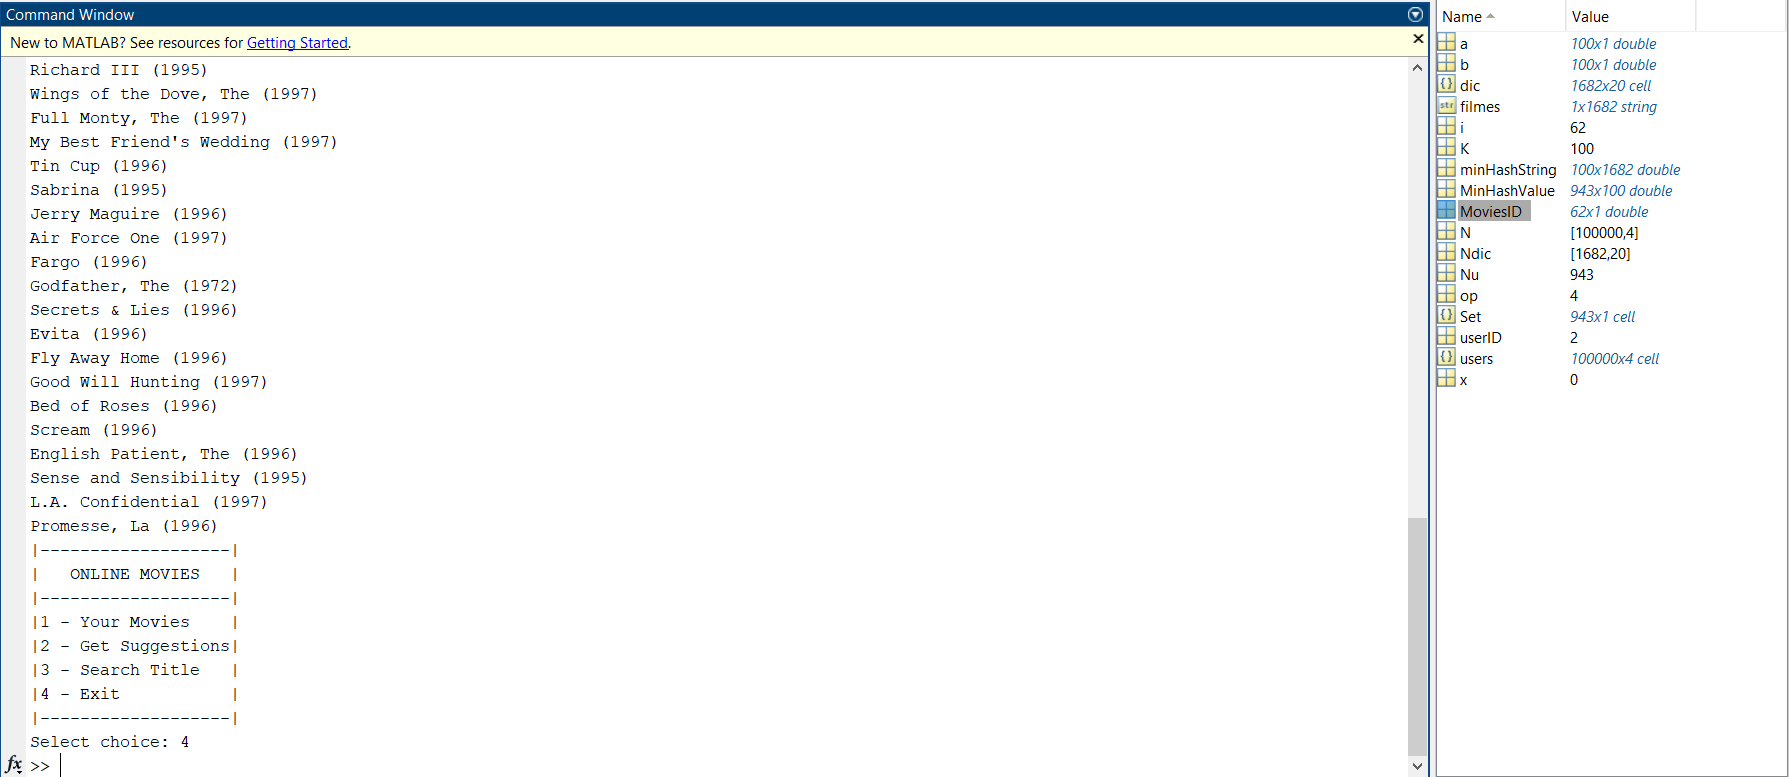 Command Window
New to MATLAB? See resources for Getting Started.
Richard III (1995)
Wings of the Dove, The (1997)
Full Monty, The (1997)
My Best Friend's Wedding (1997)
Tin Cup (1996)
Sabrina (1995)
Jerry Maguire (1996)
Air Force One (1997)
Fargo (1996)
Godfather, The (1972)
Secrets & Lies (1996)
Evita (1996)
Fly Away Home (1996)
Good Will Hunting (1997)
Bed of Roses (1996)
Scream (1996)
English Patient, The (1996)
Sense and Sensibility (1995)
L.A. Confidential (1997)
Promesse, La (1996)
|-------------------|
|   ONLINE MOVIES   |
|-------------------|
|1 - Your Movies    |
|2 - Get Suggestions|
|3 - Search Title   |
|4 - Exit           |
|-------------------|
Select choice: 4
fx >>
Name Value
a 100x1 double
b 100x1 double
dic 1682x20 cell
filmes 1x1682 string
i 62
K 100
minHashString 100x1682 double
MinHashValue 943x100 double
MoviesID 62x1 double
N [100000,4]
Ndic [1682,20]
Nu 943
op 4
Set 943x1 cell
userID 2
users 100000x4 cell
x 0